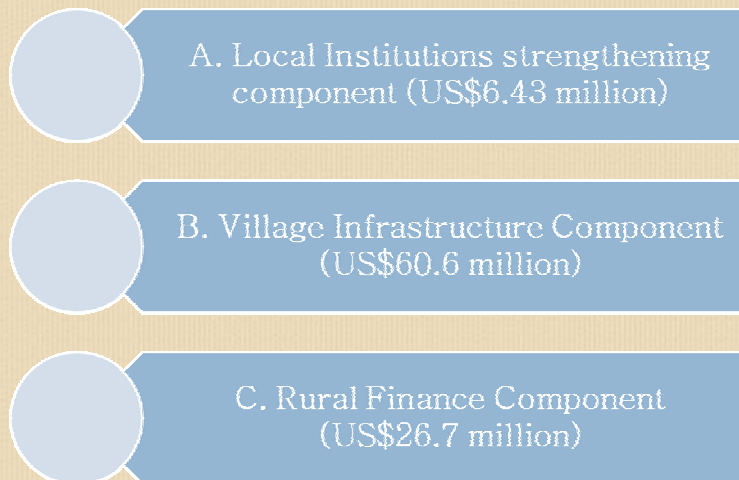 A. Local Institutions strengthening
component (US$6.43 million)
B. Village Infrastructure Component
(US$60.6 million)
C. Rural Finance Component
(US$26.7 million)